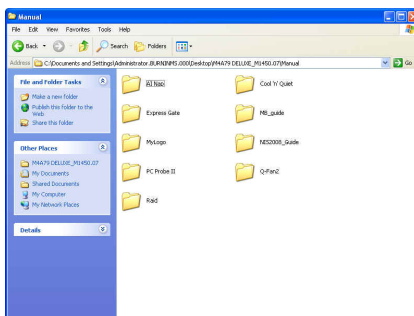 Manual
File Edit View Favorites Tools Help
Back Search Folders
Address C:\Documents and Settings\Administrator.BURNINMS.000\Desktop\M4A79 DELUXE_M1450.07\Manual Go
File and Folder Tasks
Make a new folder
Publish this folder to the Web
Share this folder
Other Places
M4A79 DELUXE_M1450.07
My Documents
Shared Documents
My Computer
My Network Places
Details
AI Nap
Cool 'n' Quiet
Express Gate
MB_guide
MyLogo
NIS2008_Guide
PC Probe II
Q-Fan2
Raid